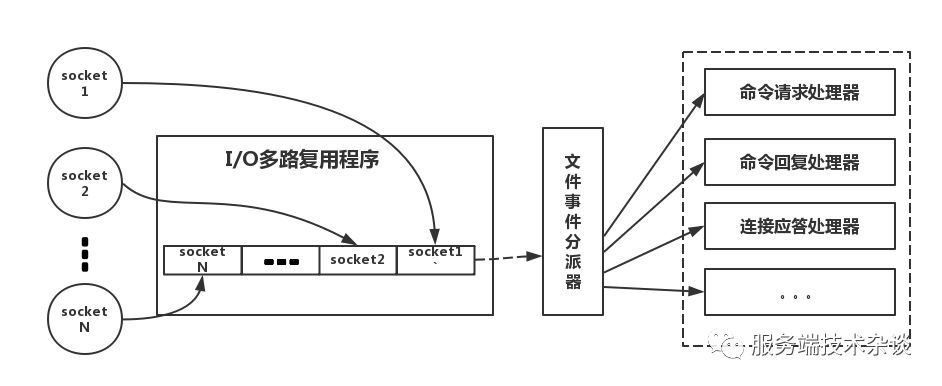 socket
1
socket
2
socket
N
I/O多路复用程序
socket
N
socket2
socket1
`
文件事件分派器
命令请求处理器
命令回复处理器
连接应答处理器
。。。
服务端技术杂谈